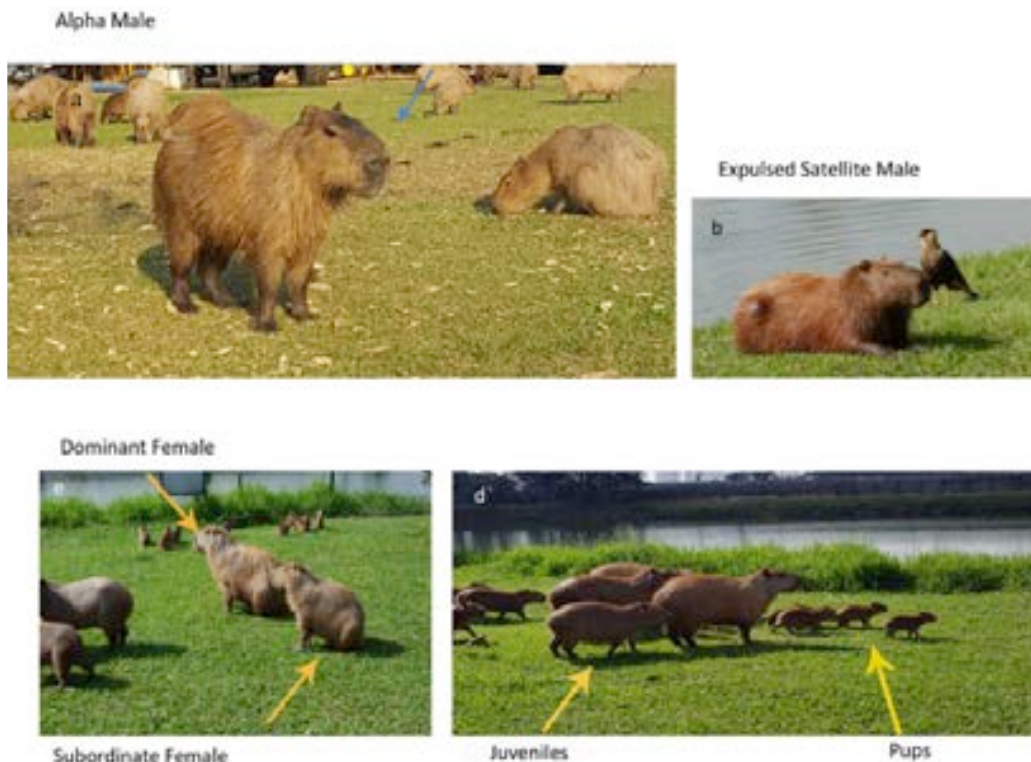 Alpha Male
a
Expulsed Satellite Male
b
Dominant Female
c
d
Subordinate Female
Juveniles
Pups